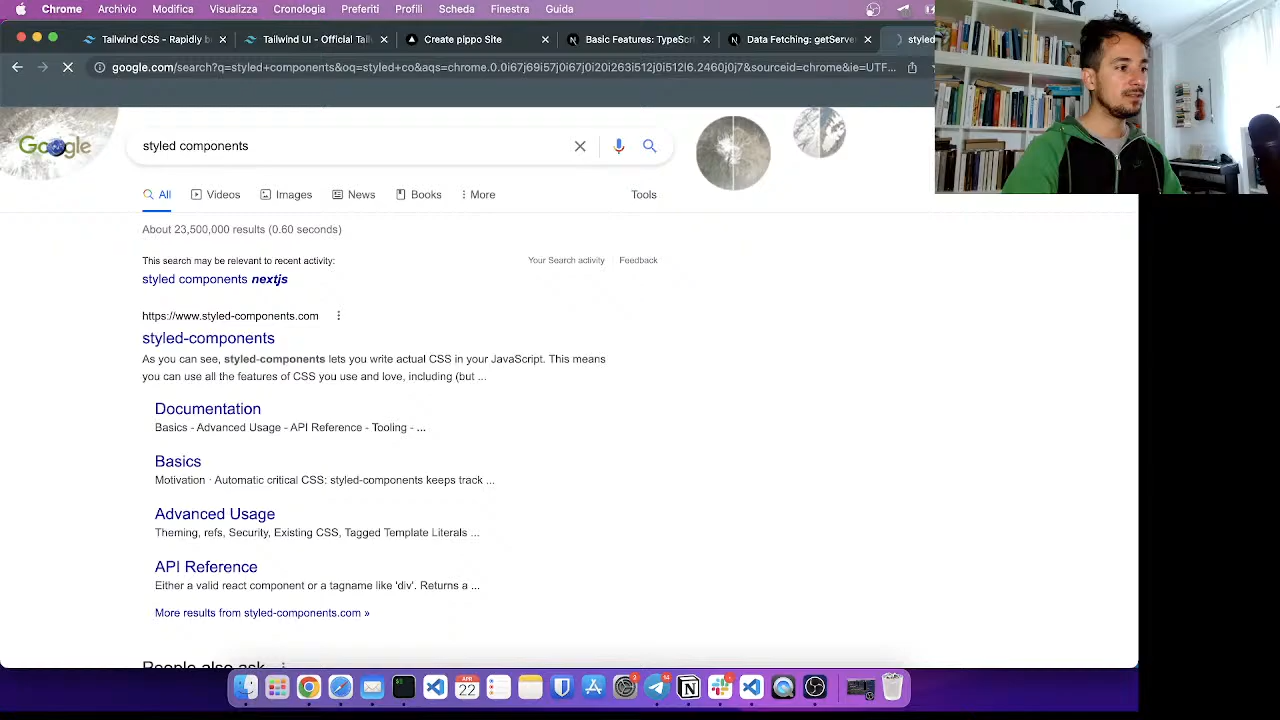 Chrome Archivio Modifica Visualizza Cronologia Preferiti Profili Scheda Finestra Guida
Tailwind CSS - Rapidly b
Tailwind UI - Official Tail
Create pippo Site
Basic Features: TypeScri
Data Fetching: getServer
style
google.com/search?q=styled+components&oq=styled+co&aqs=chrome.0.0i67j69i57j0i67j0i20i263i512j0i512l6.2460j0j7&sourceid=chrome&ie=UTF...
Google
styled components
All Videos Images News Books More Tools
About 23,500,000 results (0.60 seconds)
This search may be relevant to recent activity: Your Search activity Feedback
styled components nextjs
https://www.styled-components.com
styled-components
As you can see, styled-components lets you write actual CSS in your JavaScript. This means
you can use all the features of CSS you use and love, including (but ...
Documentation
Basics - Advanced Usage - API Reference - Tooling - ...
Basics
Motivation · Automatic critical CSS: styled-components keeps track ...
Advanced Usage
Theming, refs, Security, Existing CSS, Tagged Template Literals ...
API Reference
Either a valid react component or a tagname like 'div'. Returns a ...
More results from styled-components.com »
People also ask
APR
22